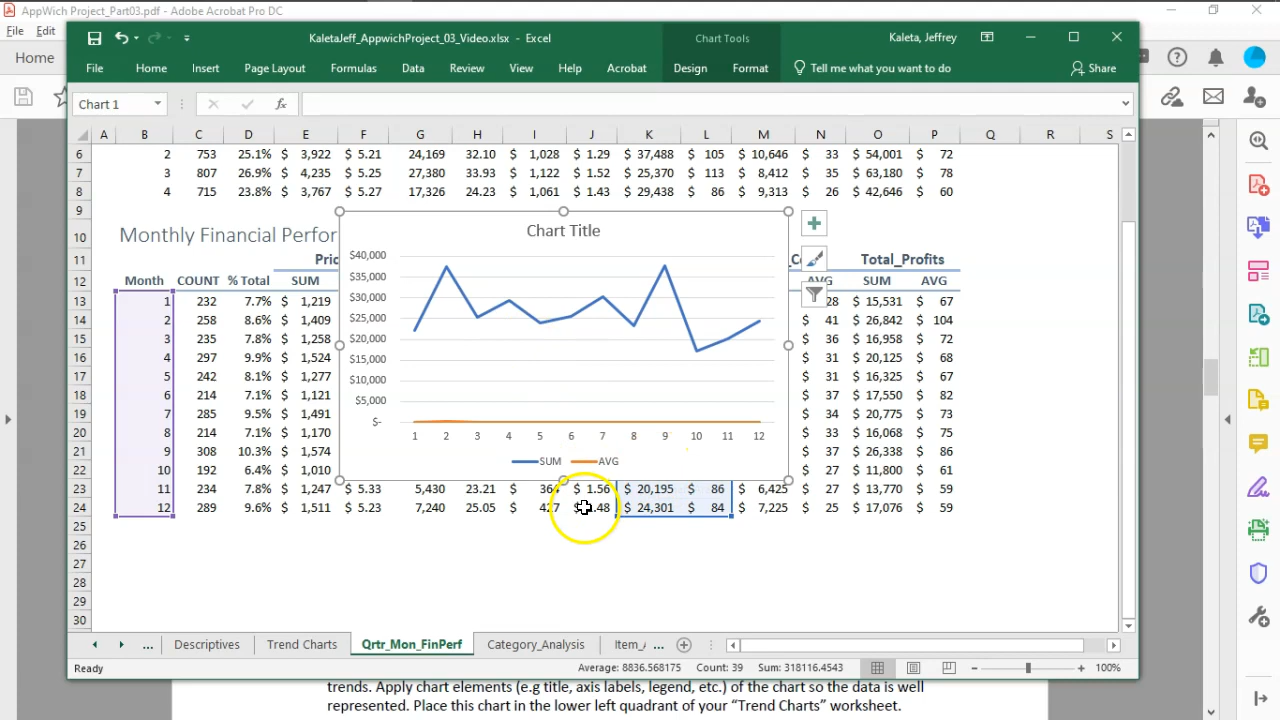 AppWich Project_Part03.pdf - Adobe Acrobat Pro DC
File Edit
Home
KaletaJeff_AppwichProject_03_Video.xlsx - Excel
Chart Tools
Kaleta, Jeffrey
File Home Insert Page Layout Formulas Data Review View Help Acrobat Design Format Tell me what you want to do Share
Chart 1
fx
A B C D E F G H I J K L M N O P Q R S
6 2 753 25.1% $ 3,922 $ 5.21 24,169 32.10 $ 1,028 $ 1.29 $ 37,488 $ 105 $ 10,646 $ 33 $ 54,001 $ 72
7 3 807 26.9% $ 4,235 $ 5.25 27,380 33.93 $ 1,122 $ 1.52 $ 25,370 $ 113 $ 8,412 $ 35 $ 63,180 $ 78
8 4 715 23.8% $ 3,767 $ 5.27 17,326 24.23 $ 1,061 $ 1.43 $ 29,438 $ 86 $ 9,313 $ 26 $ 42,646 $ 60
9
10 Monthly Financial Perfor
11 Pric Total_Profits
12 Month COUNT % Total SUM AVG SUM AVG
13 1 232 7.7% $ 1,219 28 $ 15,531 $ 67
14 2 258 8.6% $ 1,409 $ 41 $ 26,842 $ 104
15 3 235 7.8% $ 1,258 $ 36 $ 16,958 $ 72
16 4 297 9.9% $ 1,524 $ 31 $ 20,125 $ 68
17 5 242 8.1% $ 1,277 $ 31 $ 16,325 $ 67
18 6 214 7.1% $ 1,121 $ 37 $ 17,550 $ 82
19 7 285 9.5% $ 1,491 $ 34 $ 20,775 $ 73
20 8 214 7.1% $ 1,170 $ 33 $ 16,068 $ 75
21 9 308 10.3% $ 1,574 $ 37 $ 26,338 $ 86
22 10 192 6.4% $ 1,010 $ 27 $ 11,800 $ 61
23 11 234 7.8% $ 1,247 $ 5.33 5,430 23.21 $ 364 $ 1.56 $ 20,195 $ 86 $ 6,425 $ 27 $ 13,770 $ 59
24 12 289 9.6% $ 1,511 $ 5.23 7,240 25.05 $ 427 $ 1.48 $ 24,301 $ 84 $ 7,225 $ 25 $ 17,076 $ 59
25
26
27
28
29
30
Chart Title
$40,000
$35,000
$30,000
$25,000
$20,000
$15,000
$10,000
$5,000
$-
1 2 3 4 5 6 7 8 9 10 11 12
SUM AVG
... Descriptives Trend Charts Qrtr_Mon_FinPerf Category_Analysis Item_A ...
Ready Average: 8836.568175 Count: 39 Sum: 318116.4543 100%
trends. Apply chart elements (e.g title, axis labels, legend, etc.) of the chart so the data is well
represented. Place this chart in the lower left quadrant of your “Trend Charts” worksheet.